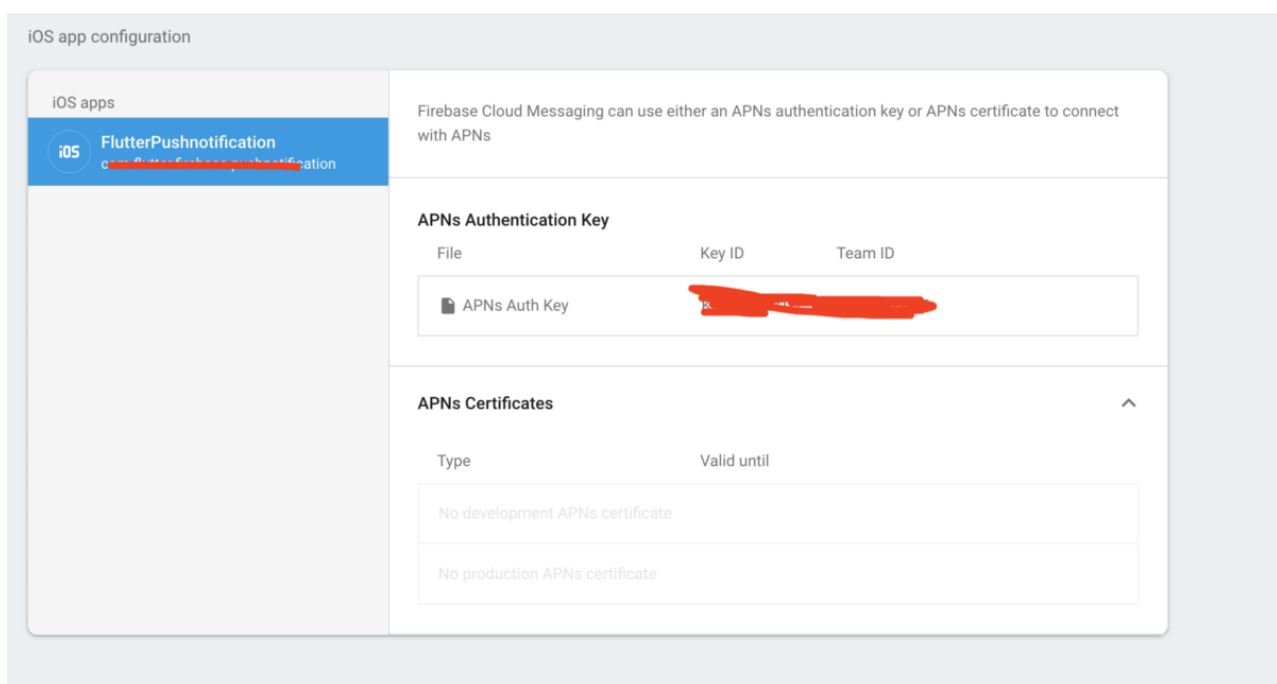 iOS app configuration
iOS apps
iOS
FlutterPushnotification
Firebase Cloud Messaging can use either an APNs authentication key or APNs certificate to connect
with APNs
APNs Authentication Key
File Key ID Team ID
APNs Auth Key
APNs Certificates
Type Valid until
No development APNs certificate
No production APNs certificate